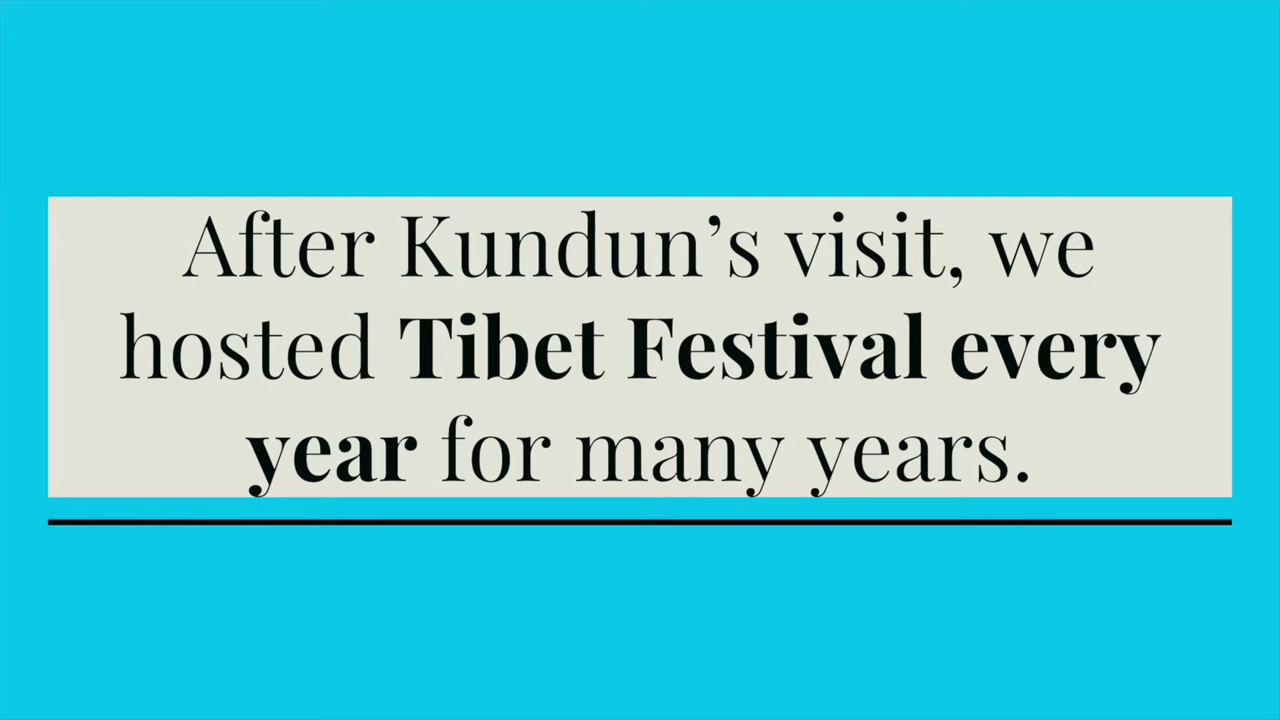 After Kundun’s visit, we
hosted Tibet Festival every
year for many years.